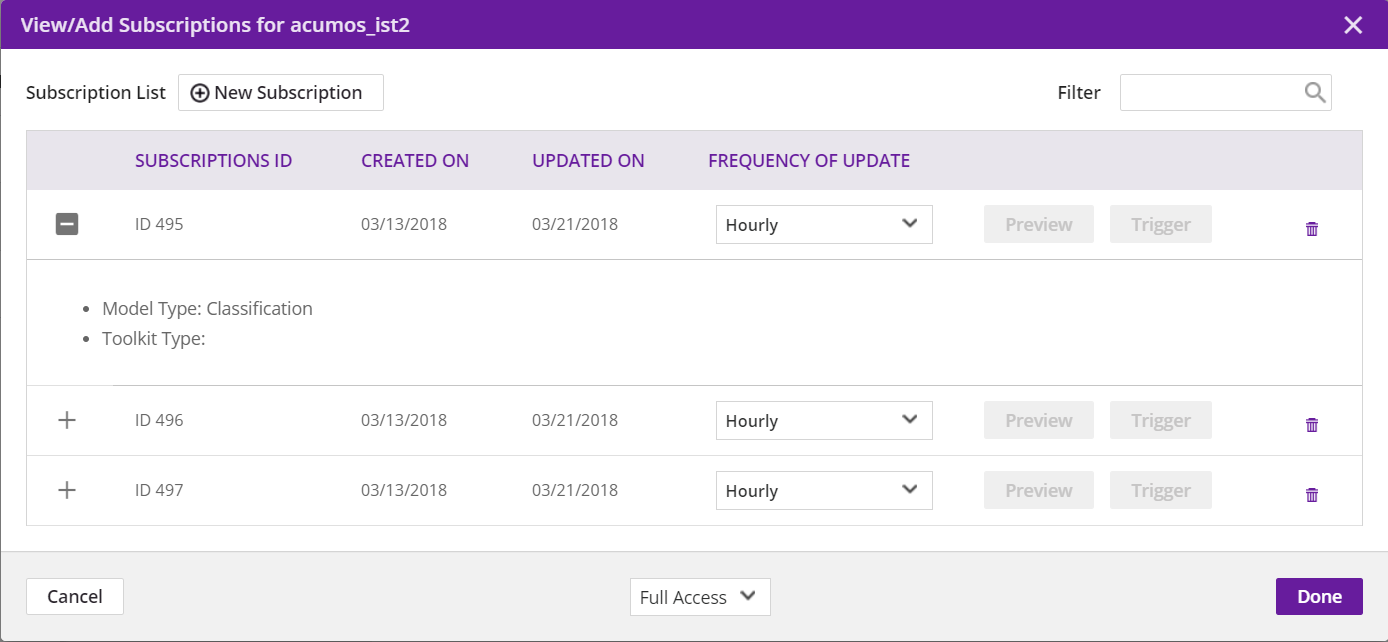 View/Add Subscriptions for acumos_ist2
Subscription List New Subscription Filter
SUBSCRIPTIONS ID CREATED ON UPDATED ON FREQUENCY OF UPDATE
ID 495 03/13/2018 03/21/2018 Hourly Preview Trigger
Model Type: Classification
Toolkit Type:
ID 496 03/13/2018 03/21/2018 Hourly Preview Trigger
ID 497 03/13/2018 03/21/2018 Hourly Preview Trigger
Cancel Full Access Done